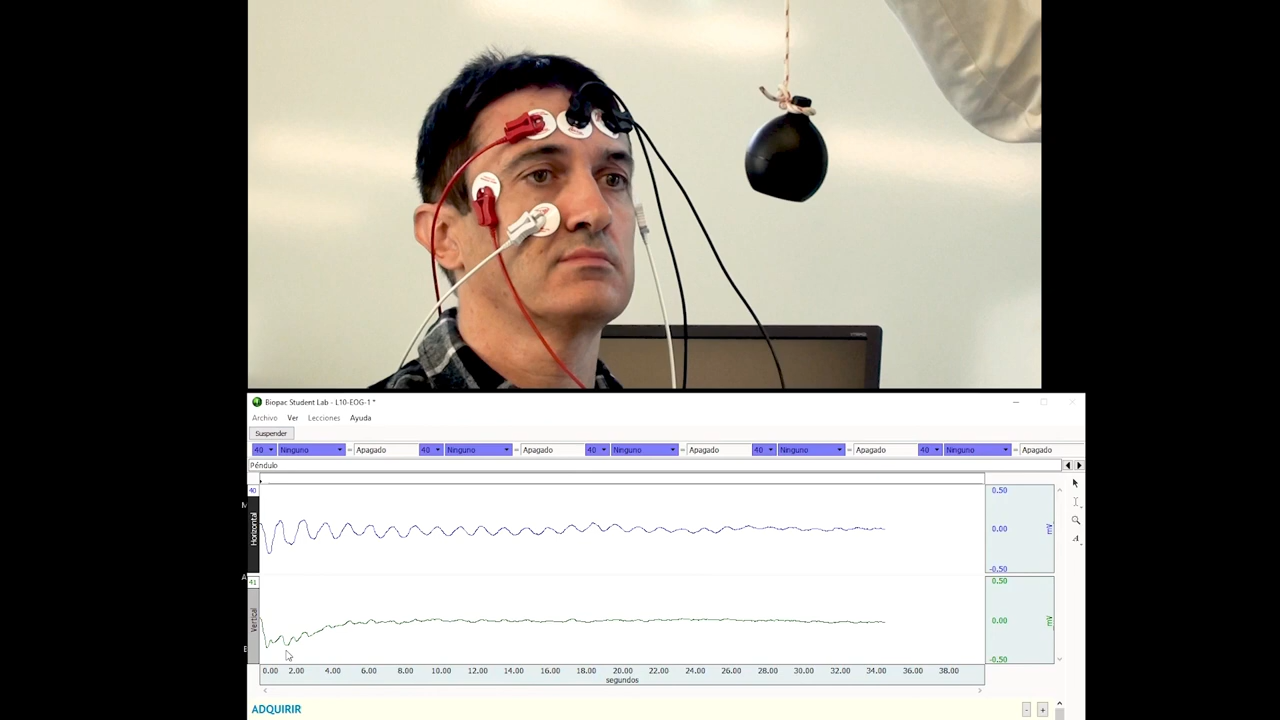 Biopac Student Lab - L10-EOG-1 *
Archivo Ver Lecciones Ayuda
Suspender
40 Ninguno = Apagado 40 Ninguno = Apagado 40 Ninguno = Apagado 40 Ninguno = Apagado 40 Ninguno = Apagado
Péndulo
40
Horizontal
0.50
0.00
-0.50
mV
41
Vertical
0.50
0.00
-0.50
mV
0.00 2.00 4.00 6.00 8.00 10.00 12.00 14.00 16.00 18.00 20.00 22.00 24.00 26.00 28.00 30.00 32.00 34.00 36.00 38.00
segundos
ADQUIRIR